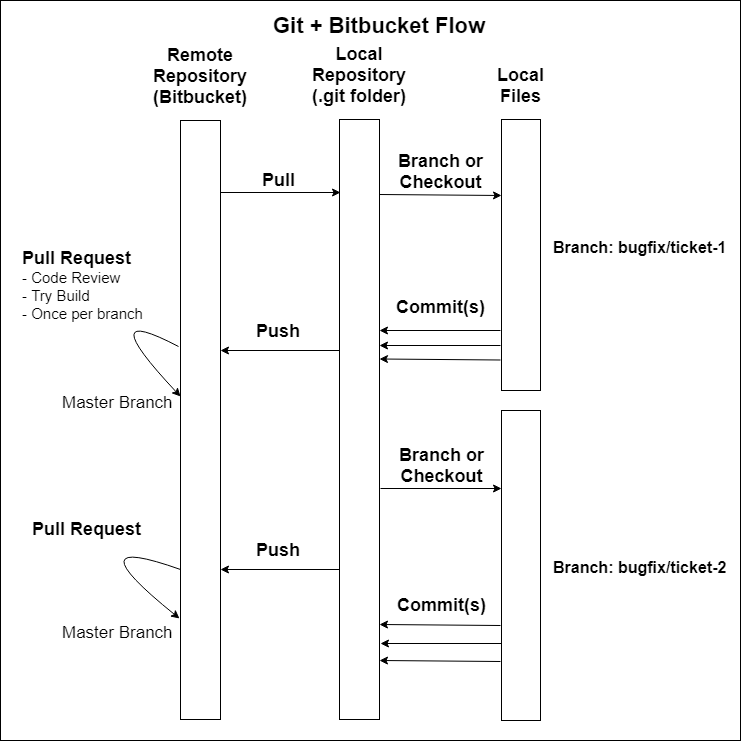 Git + Bitbucket Flow
Remote
Repository
(Bitbucket)
Local
Repository
(.git folder)
Local
Files
Pull
Branch or
Checkout
Branch: bugfix/ticket-1
Pull Request
- Code Review
- Try Build
- Once per branch
Commit(s)
Push
Master Branch
Branch or
Checkout
Pull Request
Push
Branch: bugfix/ticket-2
Commit(s)
Master Branch